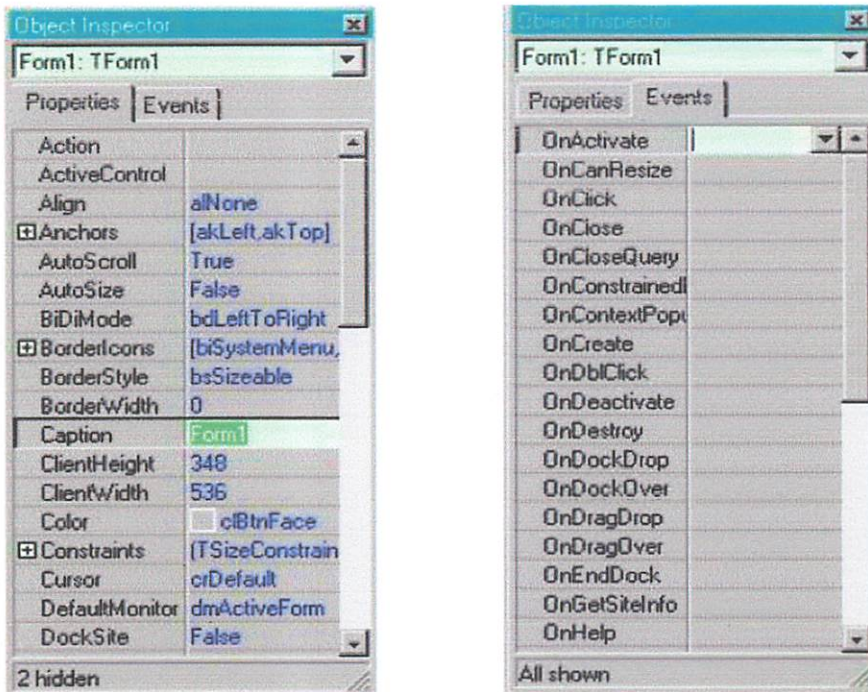 Object Inspector
Form1: TForm1
Properties Events
Action
ActiveControl
Align alNone
Anchors [akLeft,akTop]
AutoScroll True
AutoSize False
BiDiMode bdLeftToRight
BorderIcons [biSystemMenu,
BorderStyle bsSizeable
BorderWidth 0
Caption Form1
ClientHeight 348
ClientWidth 536
Color clBtnFace
Constraints (TSizeConstrain
Cursor crDefault
DefaultMonitor dmActiveForm
DockSite False
2 hidden
Object Inspector
Form1: TForm1
Properties Events
OnActivate
OnCanResize
OnClick
OnClose
OnCloseQuery
OnConstrainedl
OnContextPopu
OnCreate
OnDblClick
OnDeactivate
OnDestroy
OnDockDrop
OnDockOver
OnDragDrop
OnDragOver
OnEndDock
OnGetSiteInfo
OnHelp
All shown